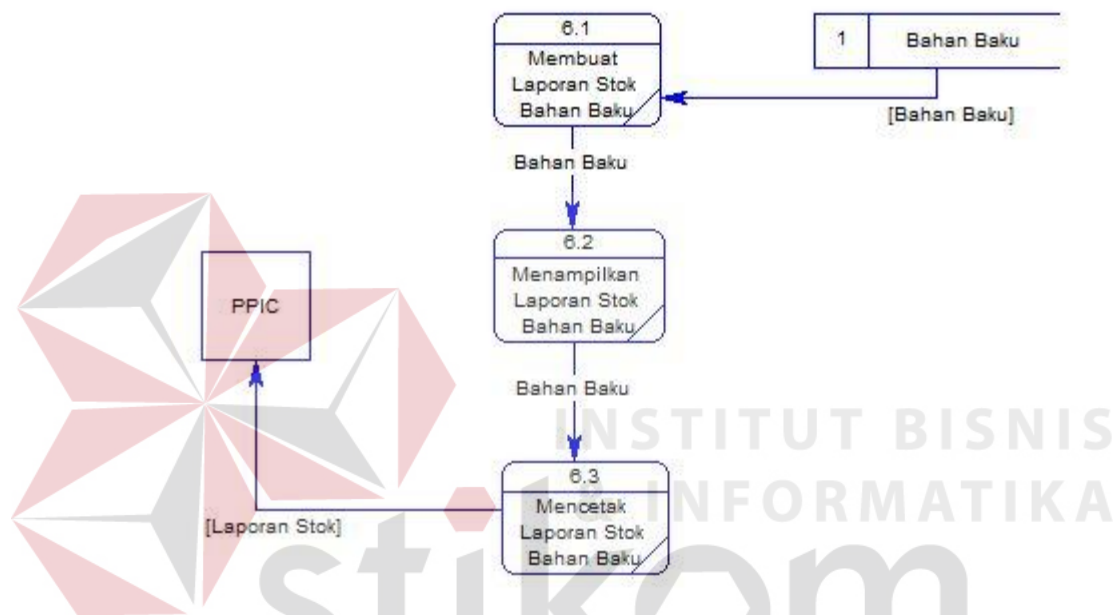 6.1
Membuat
Laporan Stok
Bahan Baku
1
Bahan Baku
[Bahan Baku]
Bahan Baku
6.2
Menampilkan
Laporan Stok
Bahan Baku
PPIC
Bahan Baku
INSTITUT BISNIS
& INFORMATIKA
6.3
Mencetak
Laporan Stok
Bahan Baku
[Laporan Stok]
stikom